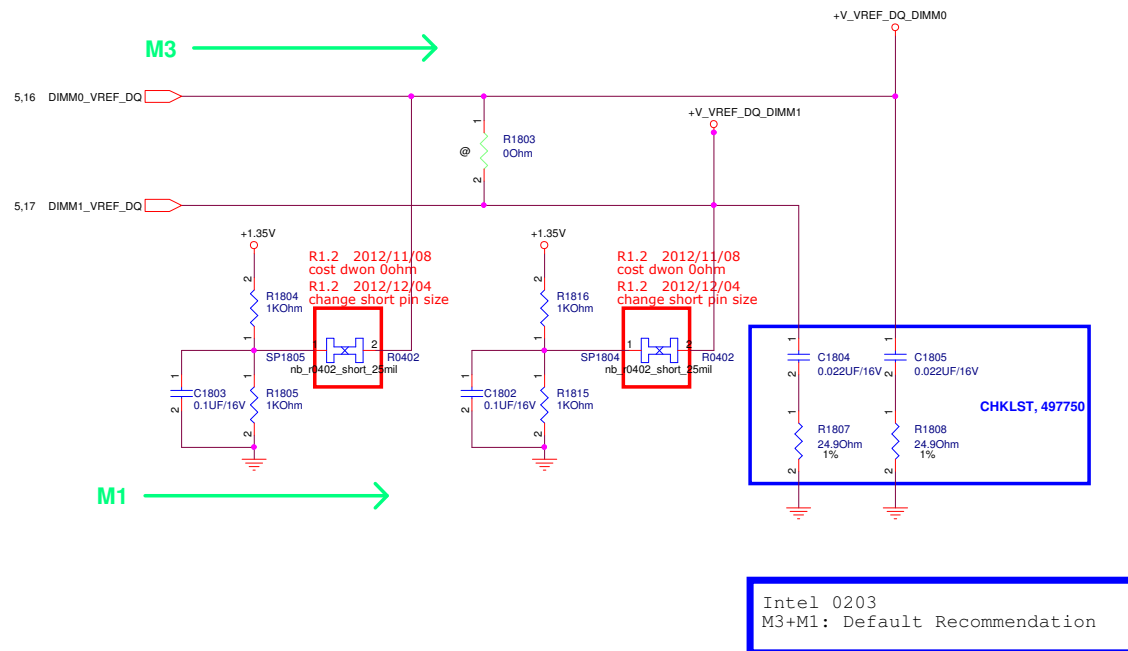 +V_VREF_DQ_DIMM0
M3
5,16 DIMM0_VREF_DQ
+V_VREF_DQ_DIMM1
1
R1803
@
0Ohm
2
5,17 DIMM1_VREF_DQ
+1.35V
+1.35V
R1.2 2012/11/08
cost dwon 0ohm
R1.2 2012/12/04
change short pin size
R1.2 2012/11/08
cost dwon 0ohm
R1.2 2012/12/04
change short pin size
2
R1804
1KOhm
1
2
R1816
1KOhm
1
SP1805
1
2
R0402
nb_r0402_short_25mil
SP1804
1
2
R0402
nb_r0402_short_25mil
1
C1803
0.1UF/16V
2
1
R1805
1KOhm
2
1
C1802
0.1UF/16V
2
1
R1815
1KOhm
2
1
C1804
0.022UF/16V
2
1
C1805
0.022UF/16V
2
CHKLST, 497750
1
R1807
24.9Ohm
1%
2
1
R1808
24.9Ohm
1%
2
M1
Intel 0203
M3+M1: Default Recommendation